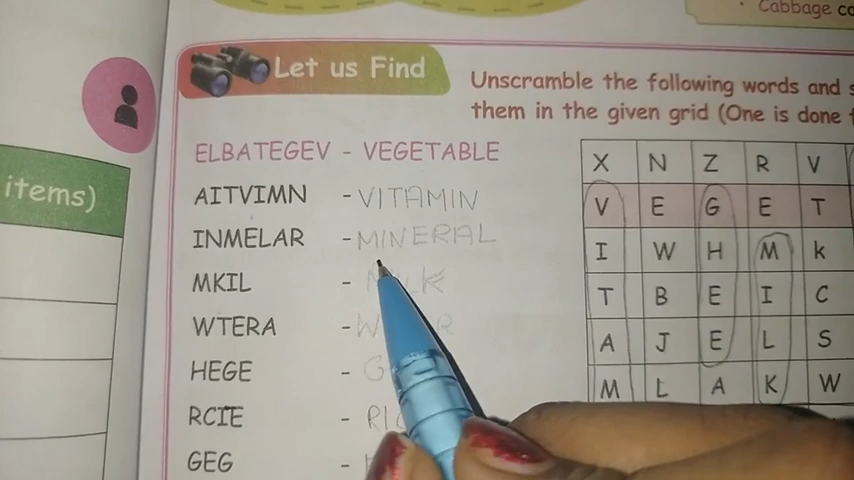 Cabbage co
Let us Find
Unscramble the following words and s
them in the given grid (One is done f
items)
ELBATEGEV - VEGETABLE
AITVIMN - VITAMIN
INMELAR - MINERAL
MKIL -
WTERA -
HEGE -
RCIE -
GEG -
X N Z R V
V E G E T
I W H M k
T B E I C
A J E L S
M L A K W